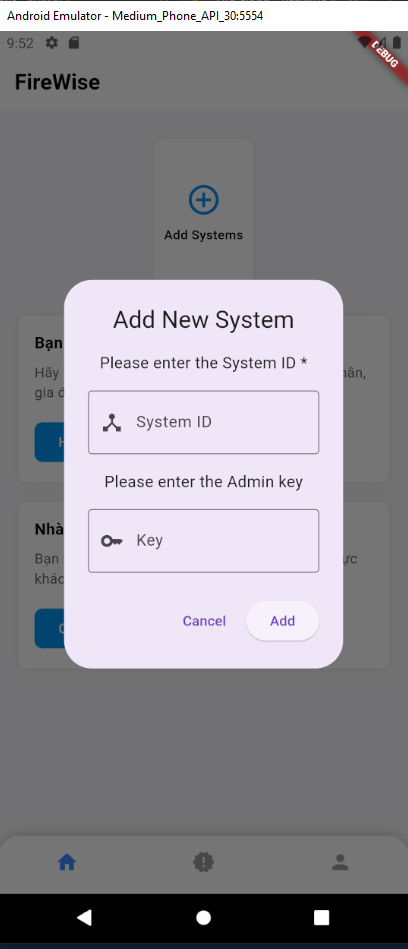 Android Emulator - Medium_Phone_API_30:5554
9:52
DEBUG
FireWise
Add Systems
Add New System
Please enter the System ID *
System ID
Please enter the Admin key
Key
Cancel
Add
Bạn
Hãy
hân,
gia
H
Nhà
Bạn
ực
khác